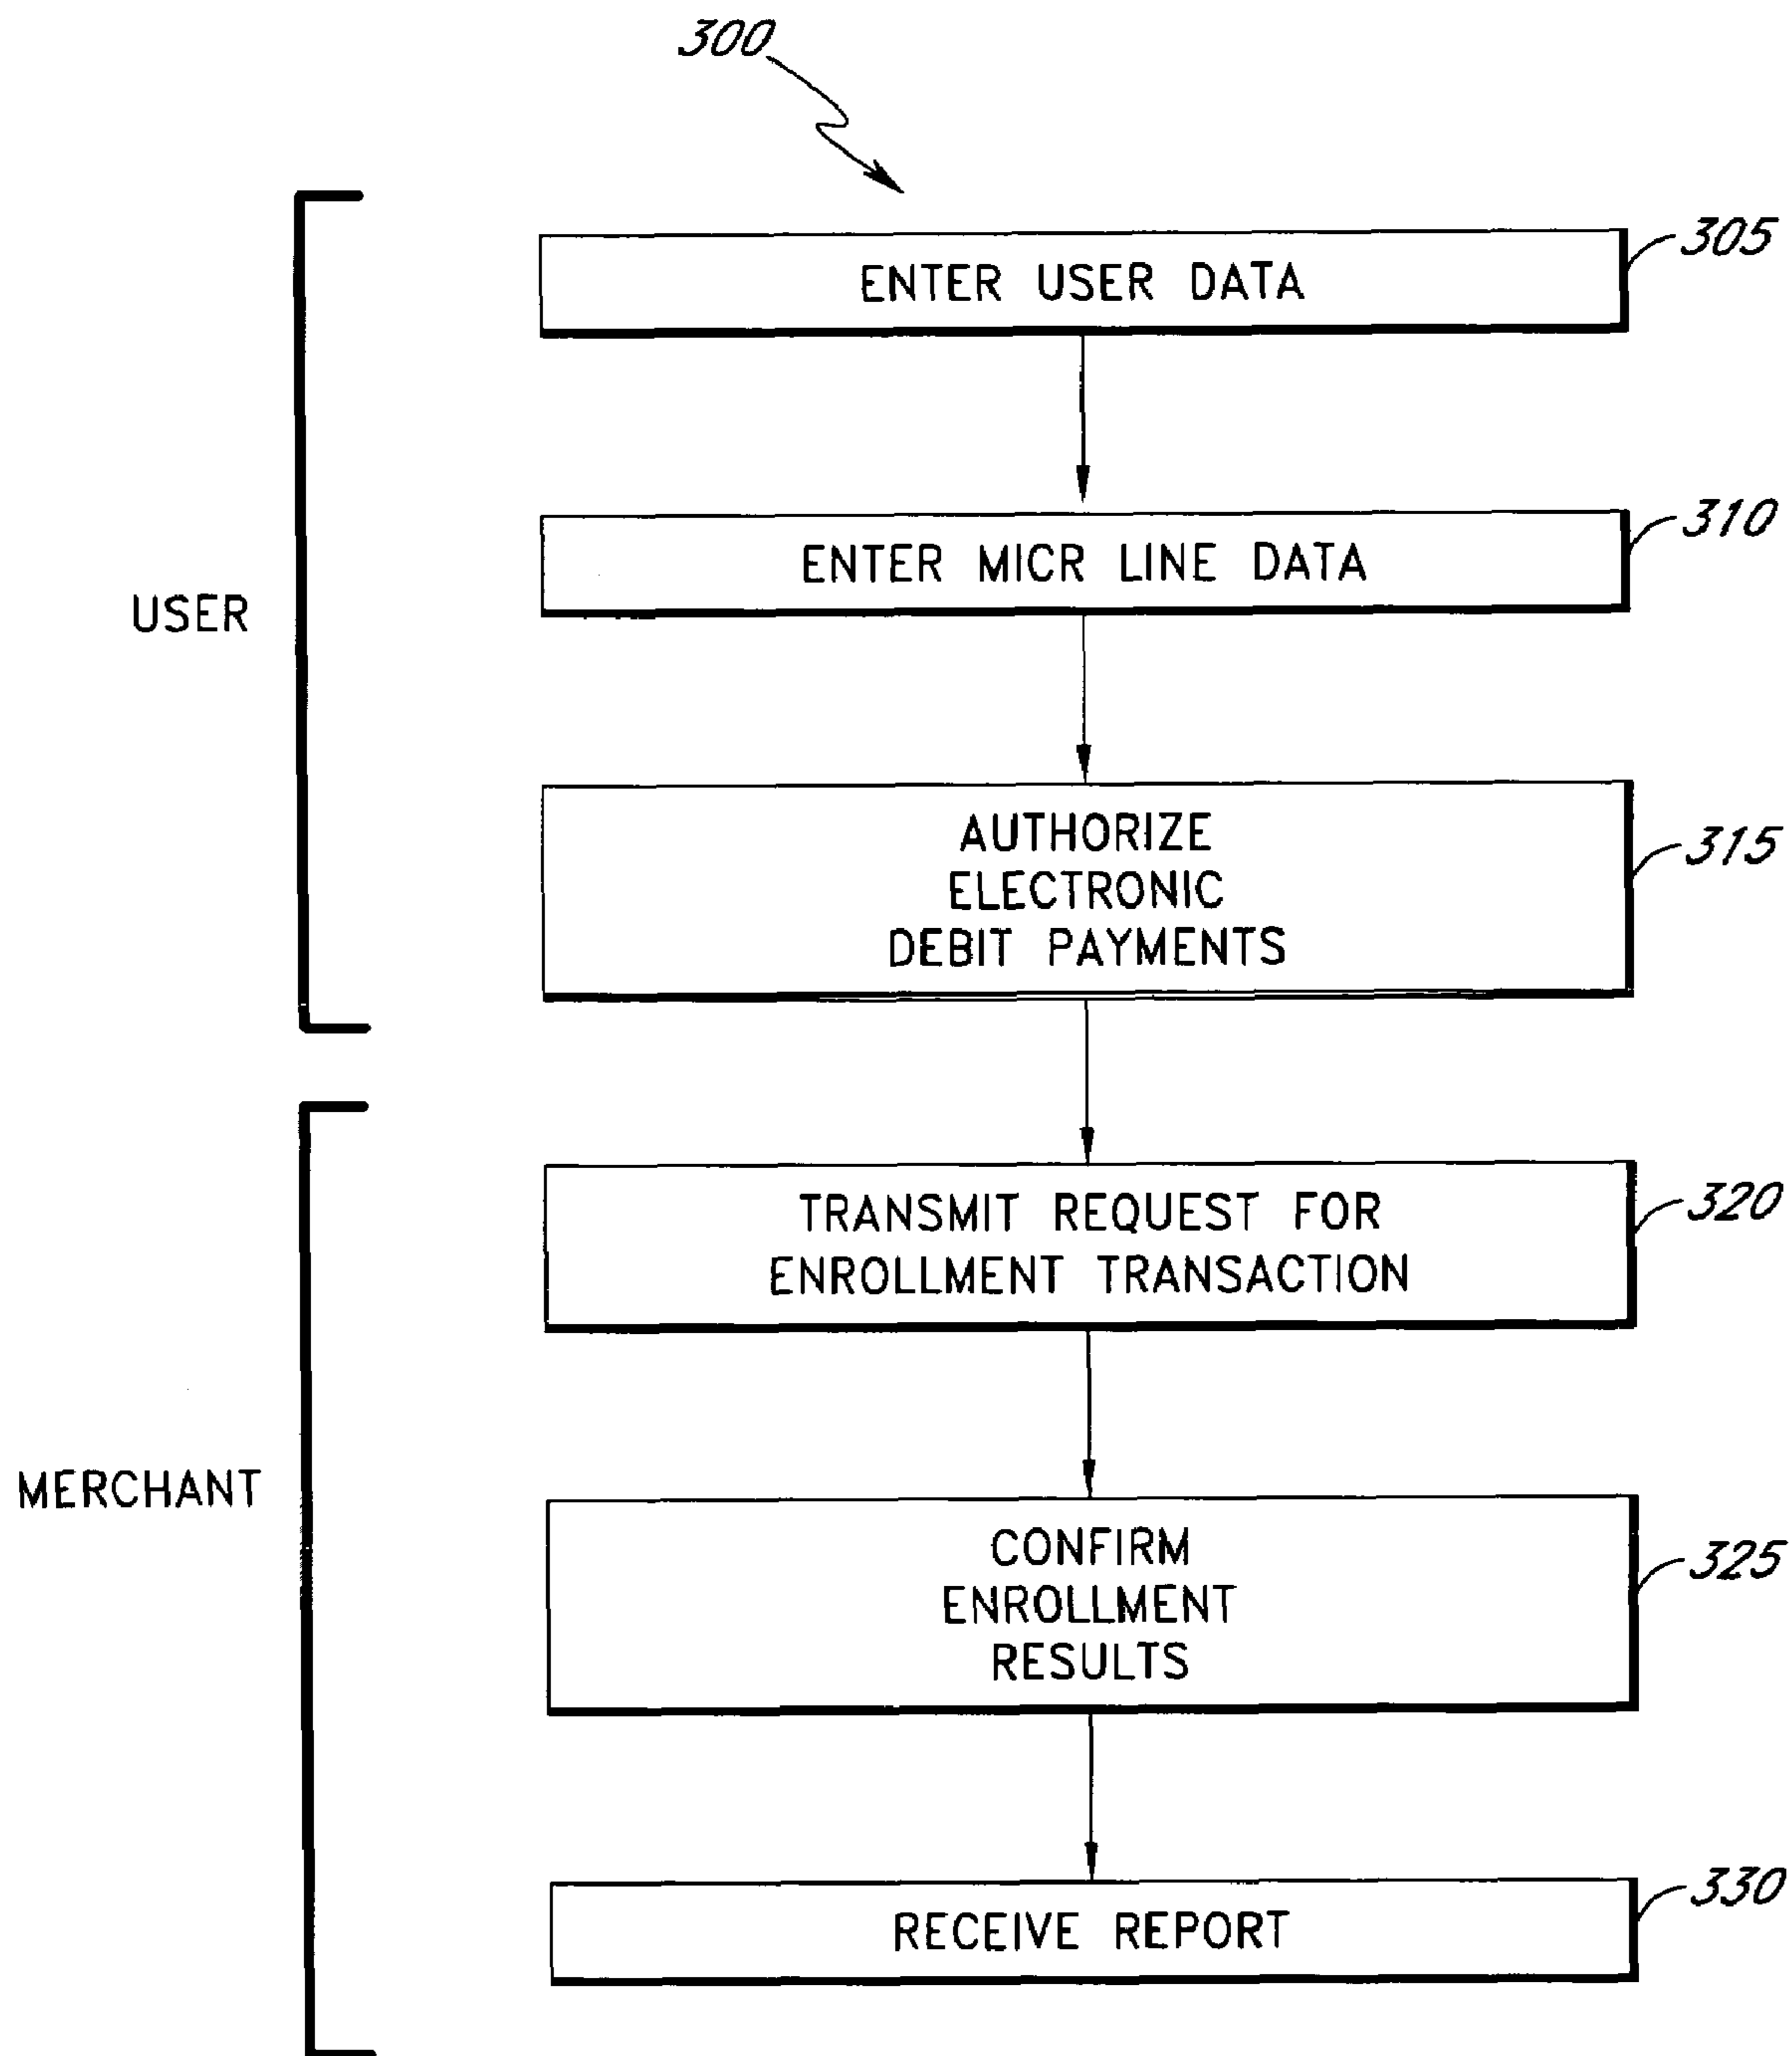 300
305
ENTER USER DATA
310
ENTER MICR LINE DATA
USER
315
AUTHORIZE
ELECTRONIC
DEBIT PAYMENTS
320
TRANSMIT REQUEST FOR
ENROLLMENT TRANSACTION
MERCHANT
325
CONFIRM
ENROLLMENT
RESULTS
330
RECEIVE REPORT